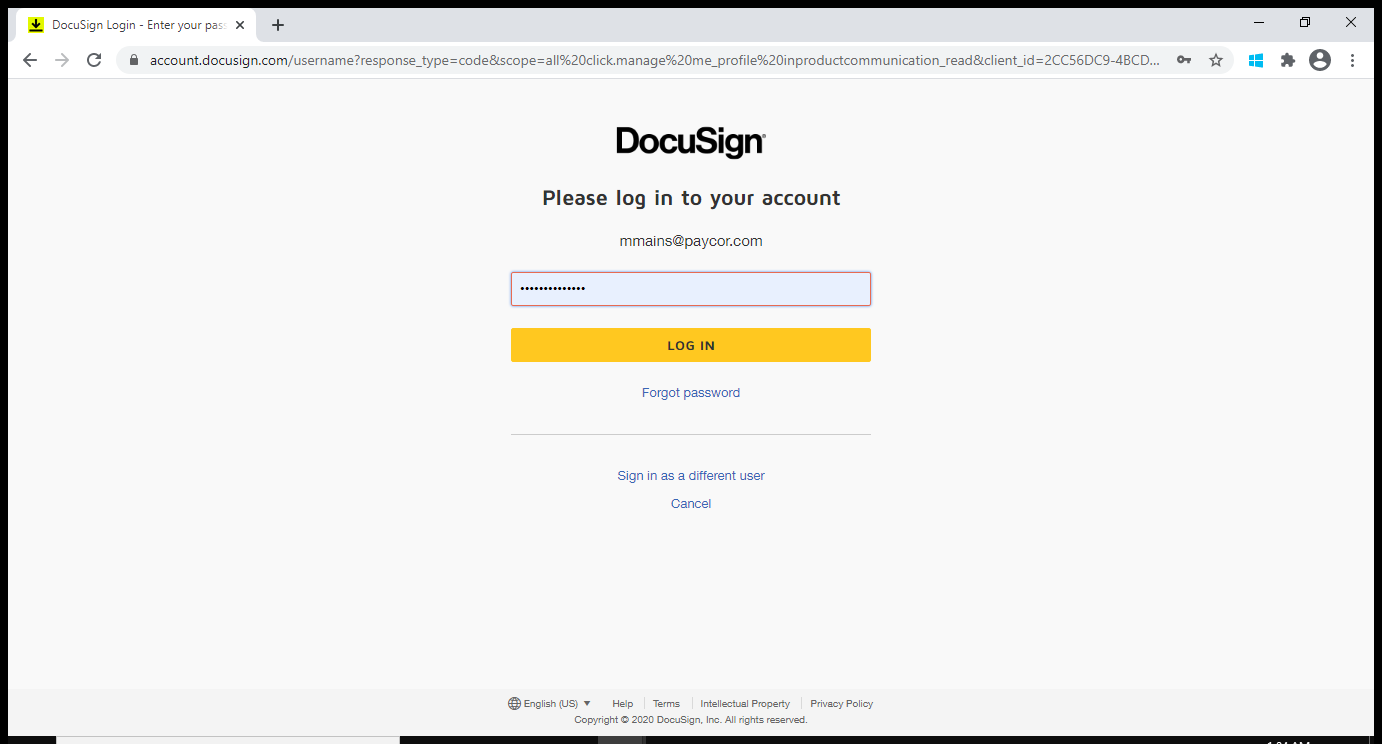 DocuSign Login - Enter your pas
account.docusign.com/username?response_type=code&scope=all%20click.manage%20me_profile%20inproductcommunication_read&client_id=2CC56DC9-4BCD...
DocuSign
Please log in to your account
mmains@paycor.com
••••••••••••••
LOG IN
Forgot password
Sign in as a different user
Cancel
English (US) ▼ Help Terms Intellectual Property Privacy Policy
Copyright © 2020 DocuSign, Inc. All rights reserved.